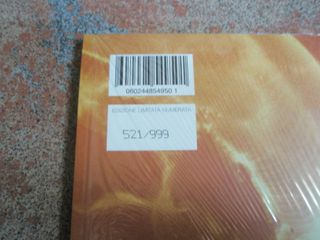 060244854950 1
EDIZIONE LIMITATA NUMERATA
521/999